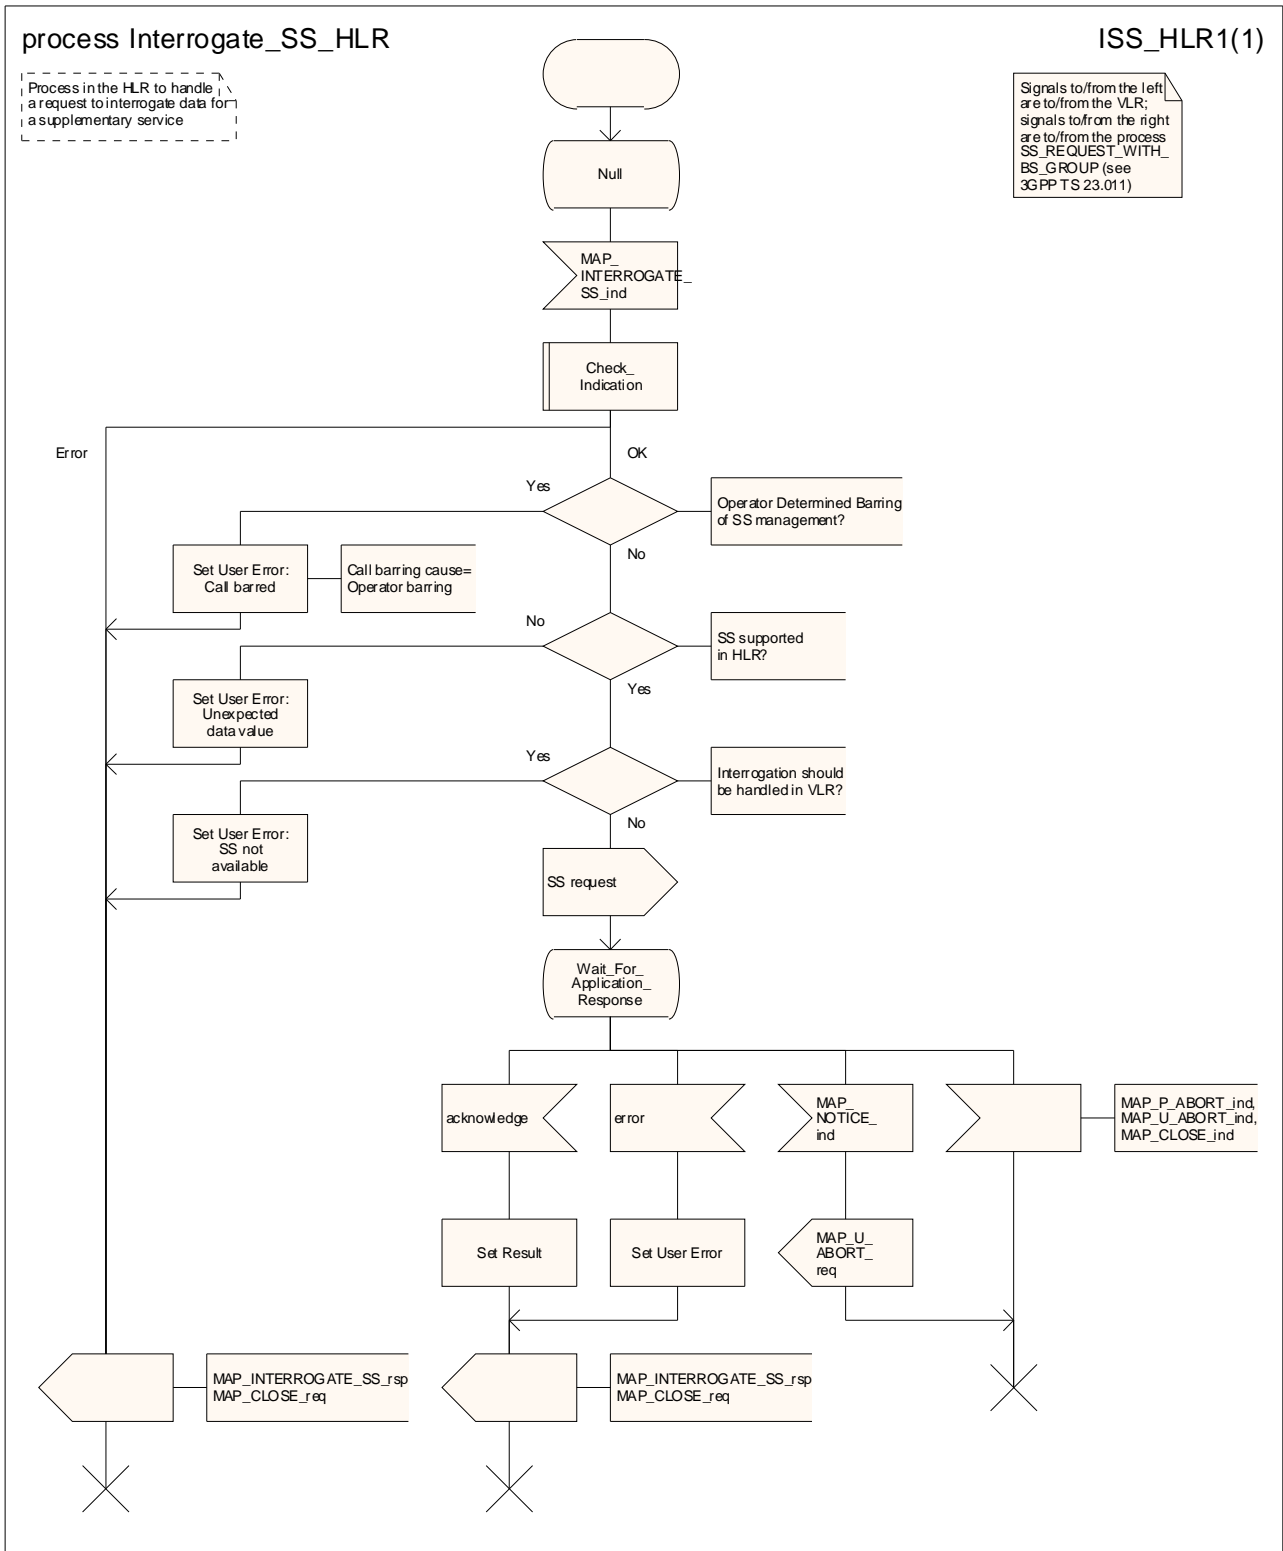 process Interrogate_SS_HLR
ISS_HLR1(1)
Process in the HLR to handle
a request to interrogate data for
a supplementary service
Signals to/from the left
are to/from the VLR;
signals to/from the right
are to/from the process
SS_REQUEST_WITH_
BS_GROUP (see
3GPP TS 23.011)
Null
MAP_
INTERROGATE_
SS_ind
Check_
Indication
Error
OK
Yes
Operator Determined Barring
of SS management?
No
Set User Error:
Call barred
Call barring cause=
Operator barring
No
SS supported
in HLR?
Yes
Set User Error:
Unexpected
data value
Yes
Interrogation should
be handled in VLR?
No
Set User Error:
SS not
available
SS request
Wait_For_
Application_
Response
acknowledge
error
MAP_
NOTICE_
ind
MAP_P_ABORT_ind,
MAP_U_ABORT_ind,
MAP_CLOSE_ind
Set Result
Set User Error
MAP_U_
ABORT_
req
MAP_INTERROGATE_SS_rsp
MAP_CLOSE_req
MAP_INTERROGATE_SS_rsp
MAP_CLOSE_req